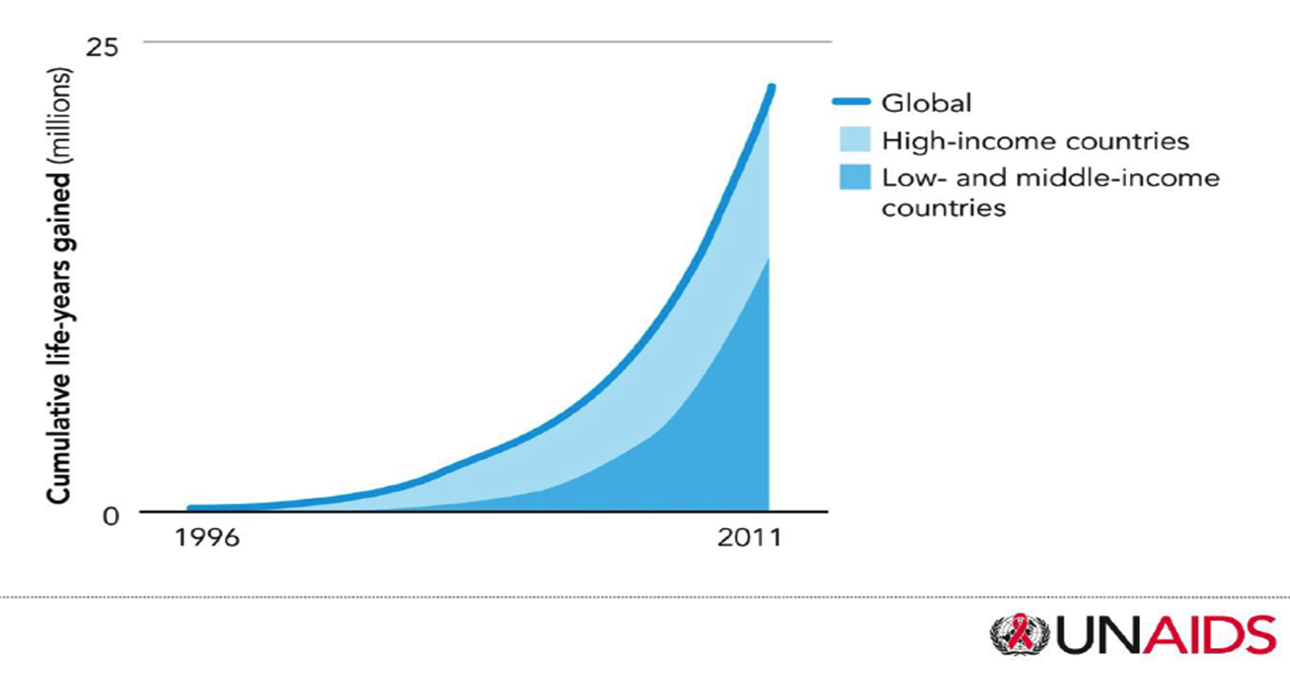 25
Cumulative life-years gained (millions)
0
1996
2011
Global
High-income countries
Low- and middle-income
countries
UNAIDS